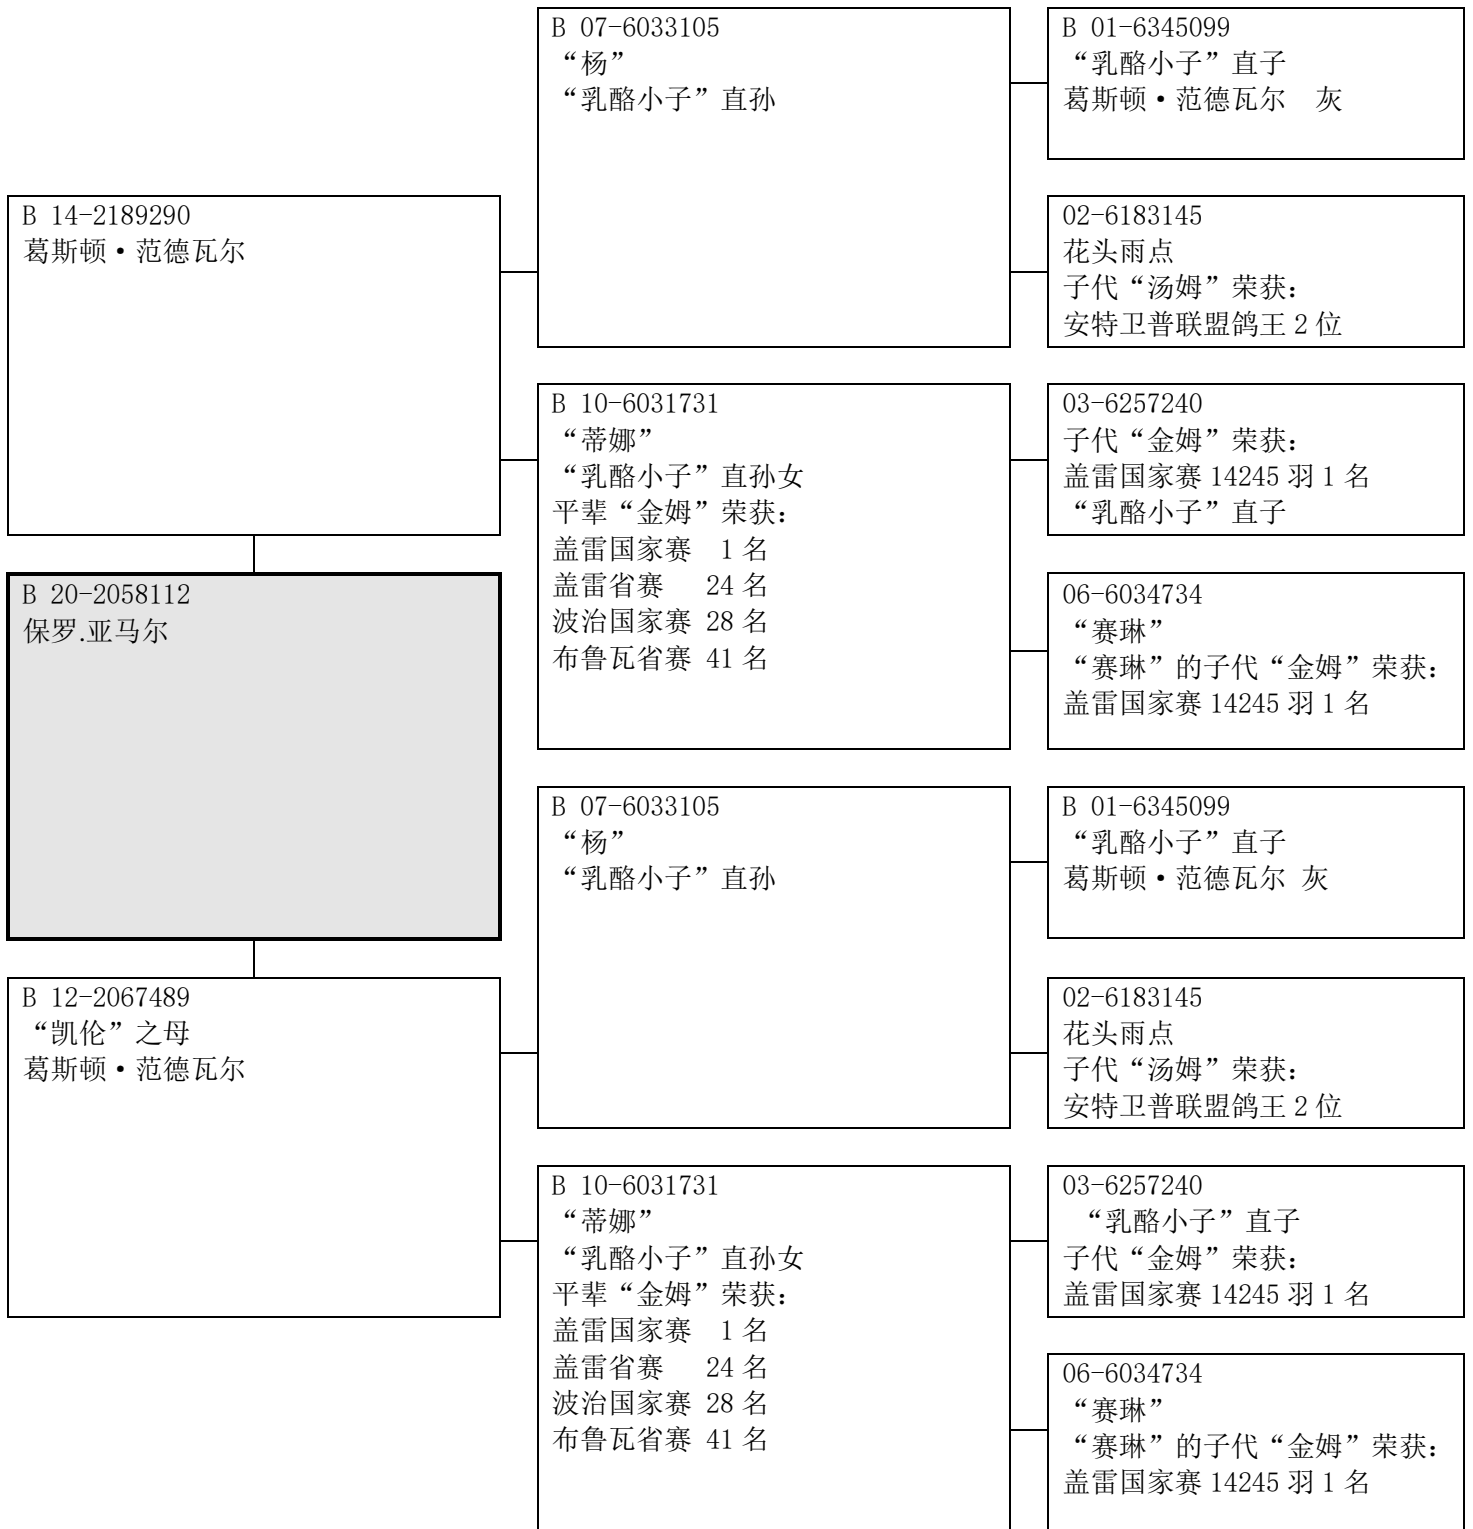 B 14-2189290
葛斯顿·范德瓦尔
B 20-2058112
保罗.亚马尔
B 12-2067489
“凯伦”之母
葛斯顿·范德瓦尔
B 07-6033105
“杨”
“乳酪小子”直孙
B 10-6031731
“蒂娜”
“乳酪小子”直孙女
平辈“金姆”荣获：
盖雷国家赛 1 名
盖雷省赛 24 名
波治国家赛 28 名
布鲁瓦省赛 41 名
B 07-6033105
“杨”
“乳酪小子”直孙
B 10-6031731
“蒂娜”
“乳酪小子”直孙女
平辈“金姆”荣获：
盖雷国家赛 1 名
盖雷省赛 24 名
波治国家赛 28 名
布鲁瓦省赛 41 名
B 01-6345099
“乳酪小子”直子
葛斯顿·范德瓦尔 灰
02-6183145
花头雨点
子代“汤姆”荣获：
安特卫普联盟鸽王 2 位
03-6257240
子代“金姆”荣获：
盖雷国家赛 14245 羽 1 名
“乳酪小子”直子
06-6034734
“赛琳”
“赛琳”的子代“金姆”荣获：
盖雷国家赛 14245 羽 1 名
B 01-6345099
“乳酪小子”直子
葛斯顿·范德瓦尔 灰
02-6183145
花头雨点
子代“汤姆”荣获：
安特卫普联盟鸽王 2 位
03-6257240
“乳酪小子”直子
子代“金姆”荣获：
盖雷国家赛 14245 羽 1 名
06-6034734
“赛琳”
“赛琳”的子代“金姆”荣获：
盖雷国家赛 14245 羽 1 名